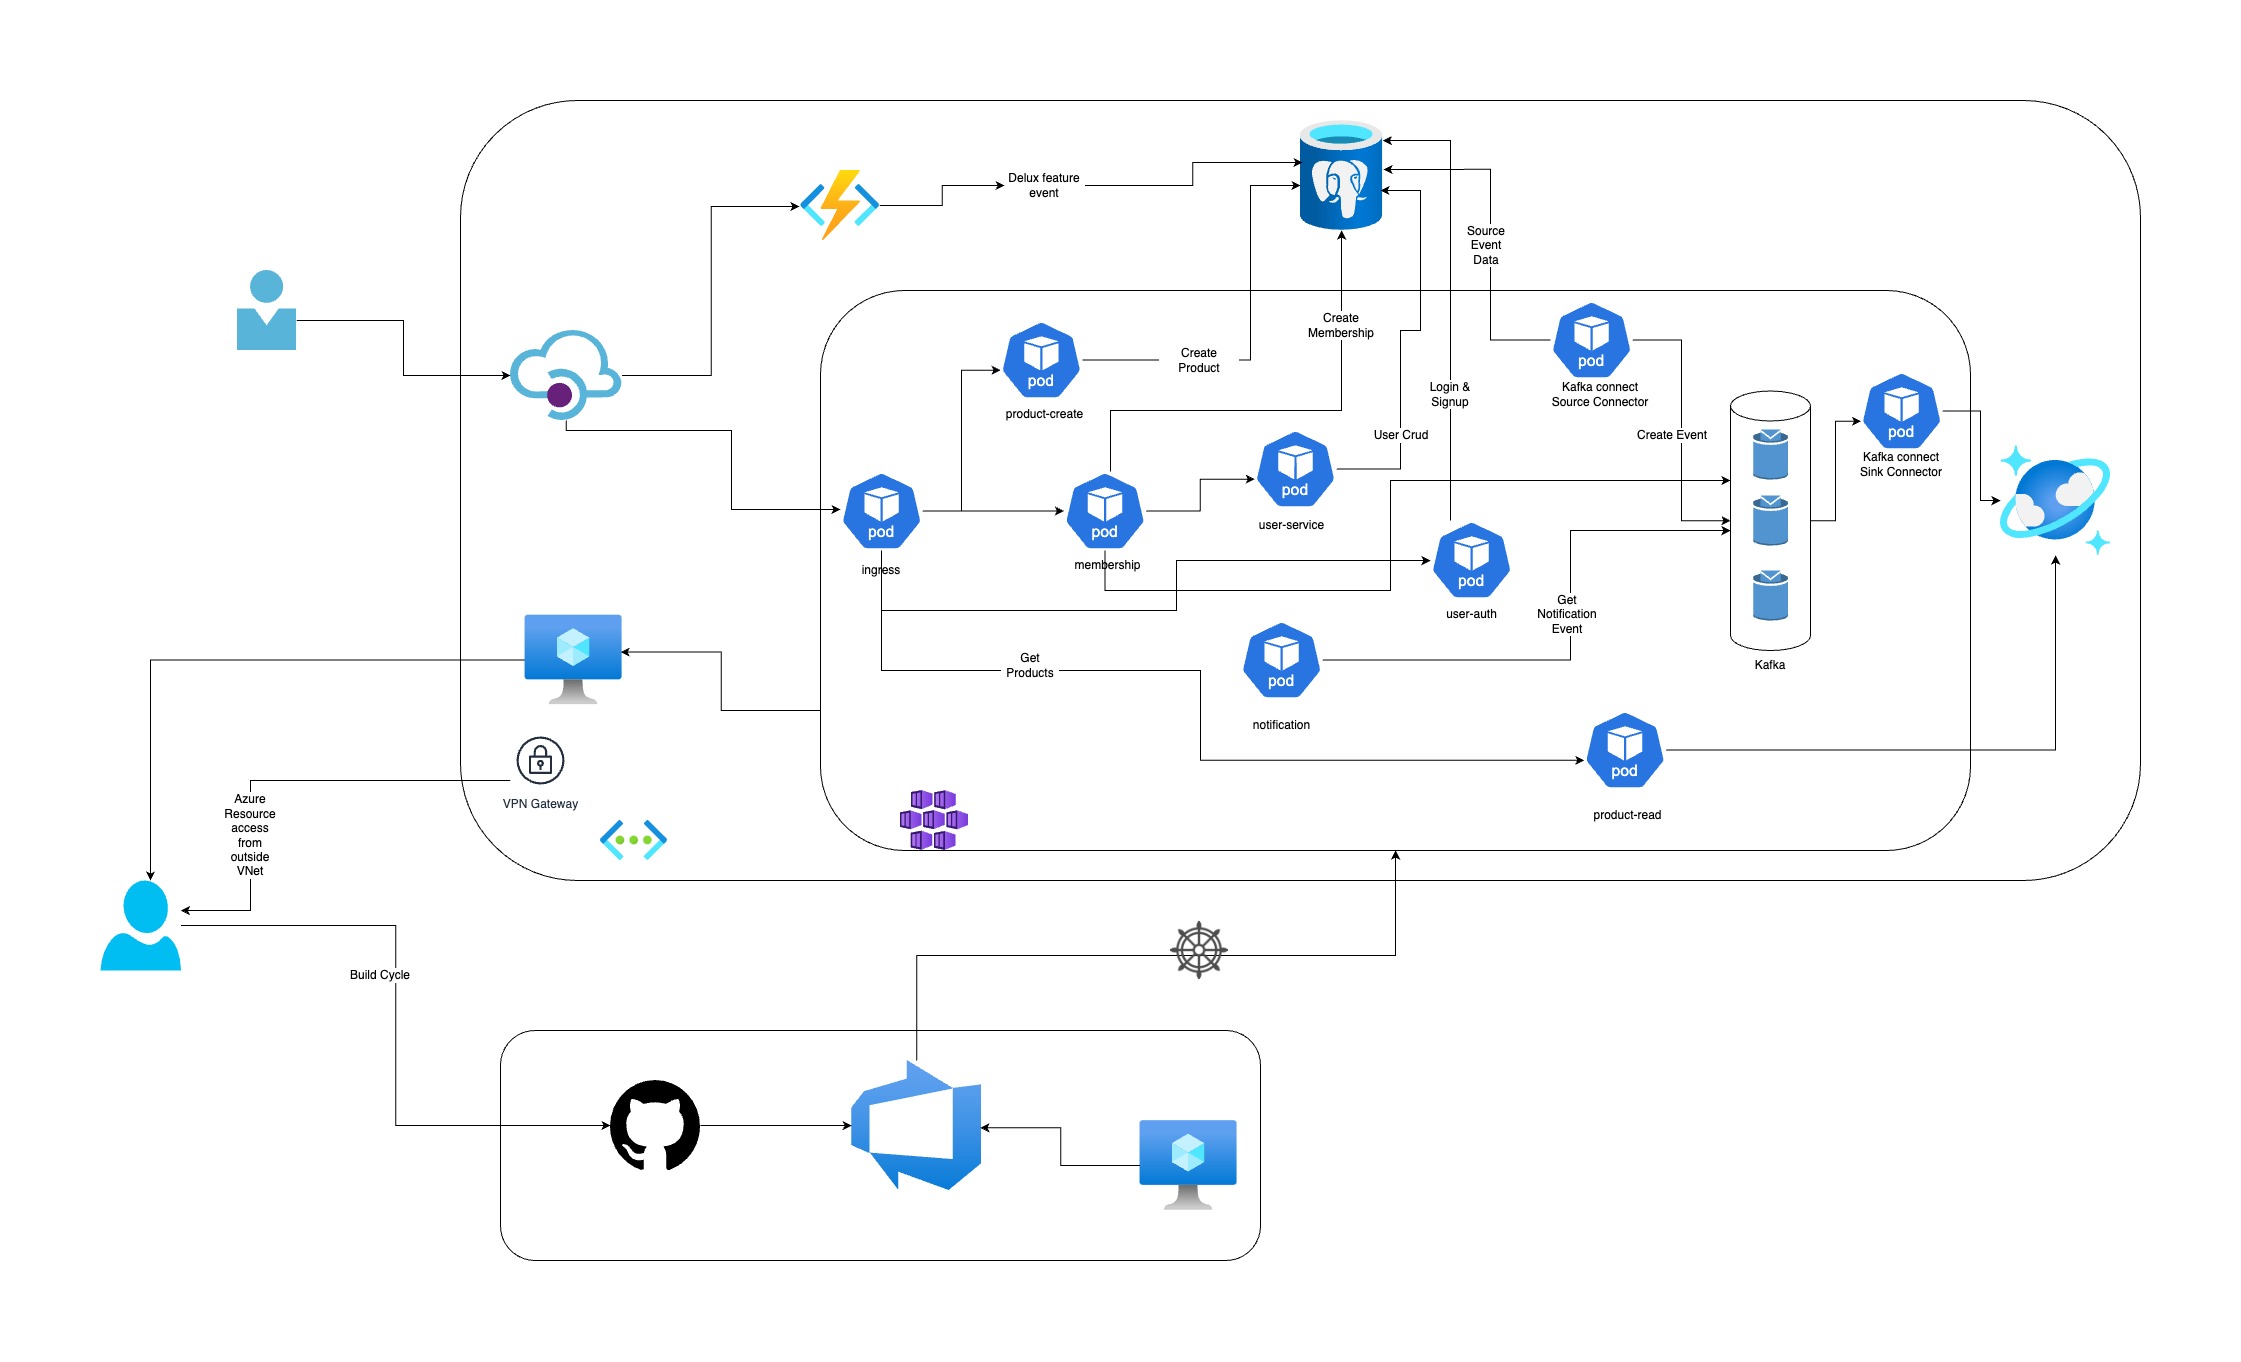 Delux feature
event
Source
Event
Data
Create
Membership
pod
product-create
Create
Product
pod
Kafka connect
Source Connector
Login &
Signup
User Crud
Create Event
pod
Kafka connect
Sink Connector
pod
ingress
pod
membership
pod
user-service
pod
user-auth
Get
Notification
Event
Kafka
Get
Products
pod
notification
pod
product-read
VPN Gateway
Azure
Resource
access
from
outside
VNet
Build Cycle